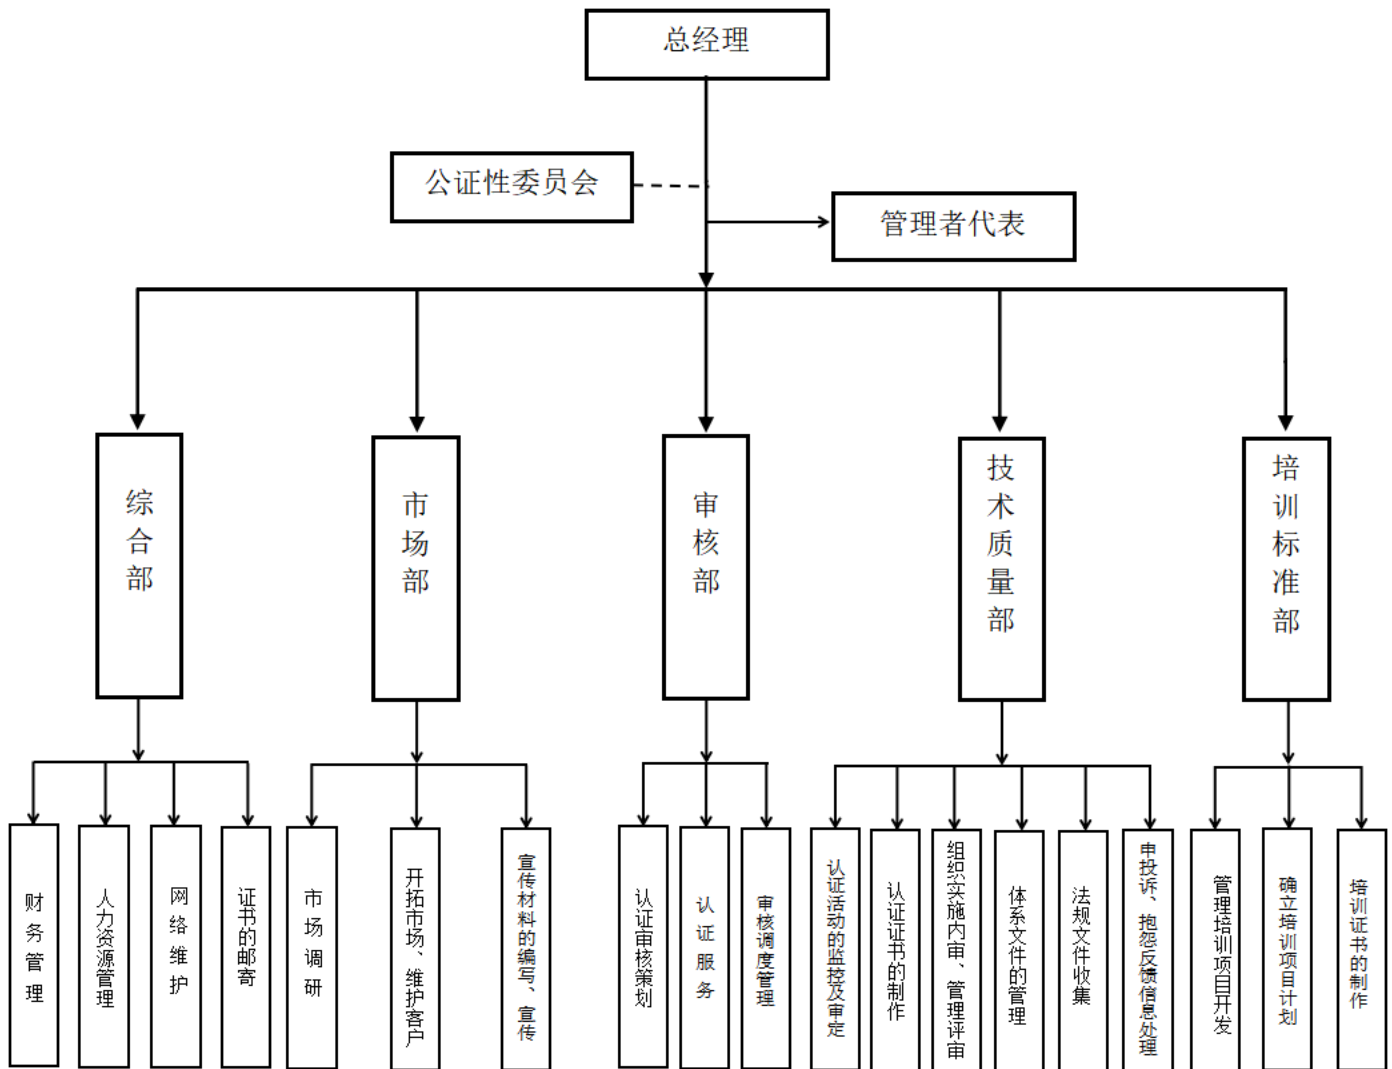 总经理
公证性委员会
管理者代表
综合部
市场部
审核部
技术质量部
培训标准部
财务管理
人力资源管理
网络维护
证书的邮寄
市场调研
开拓市场、维护客户
宣传材料的编写、宣传
认证审核策划
认证服务
审核调度管理
认证活动的监控及审定
认证证书的制作
组织实施内审、管理评审
体系文件的管理
法规文件收集
申投诉、抱怨反馈信息处理
管理培训项目开发
确立培训项目计划
培训证书的制作